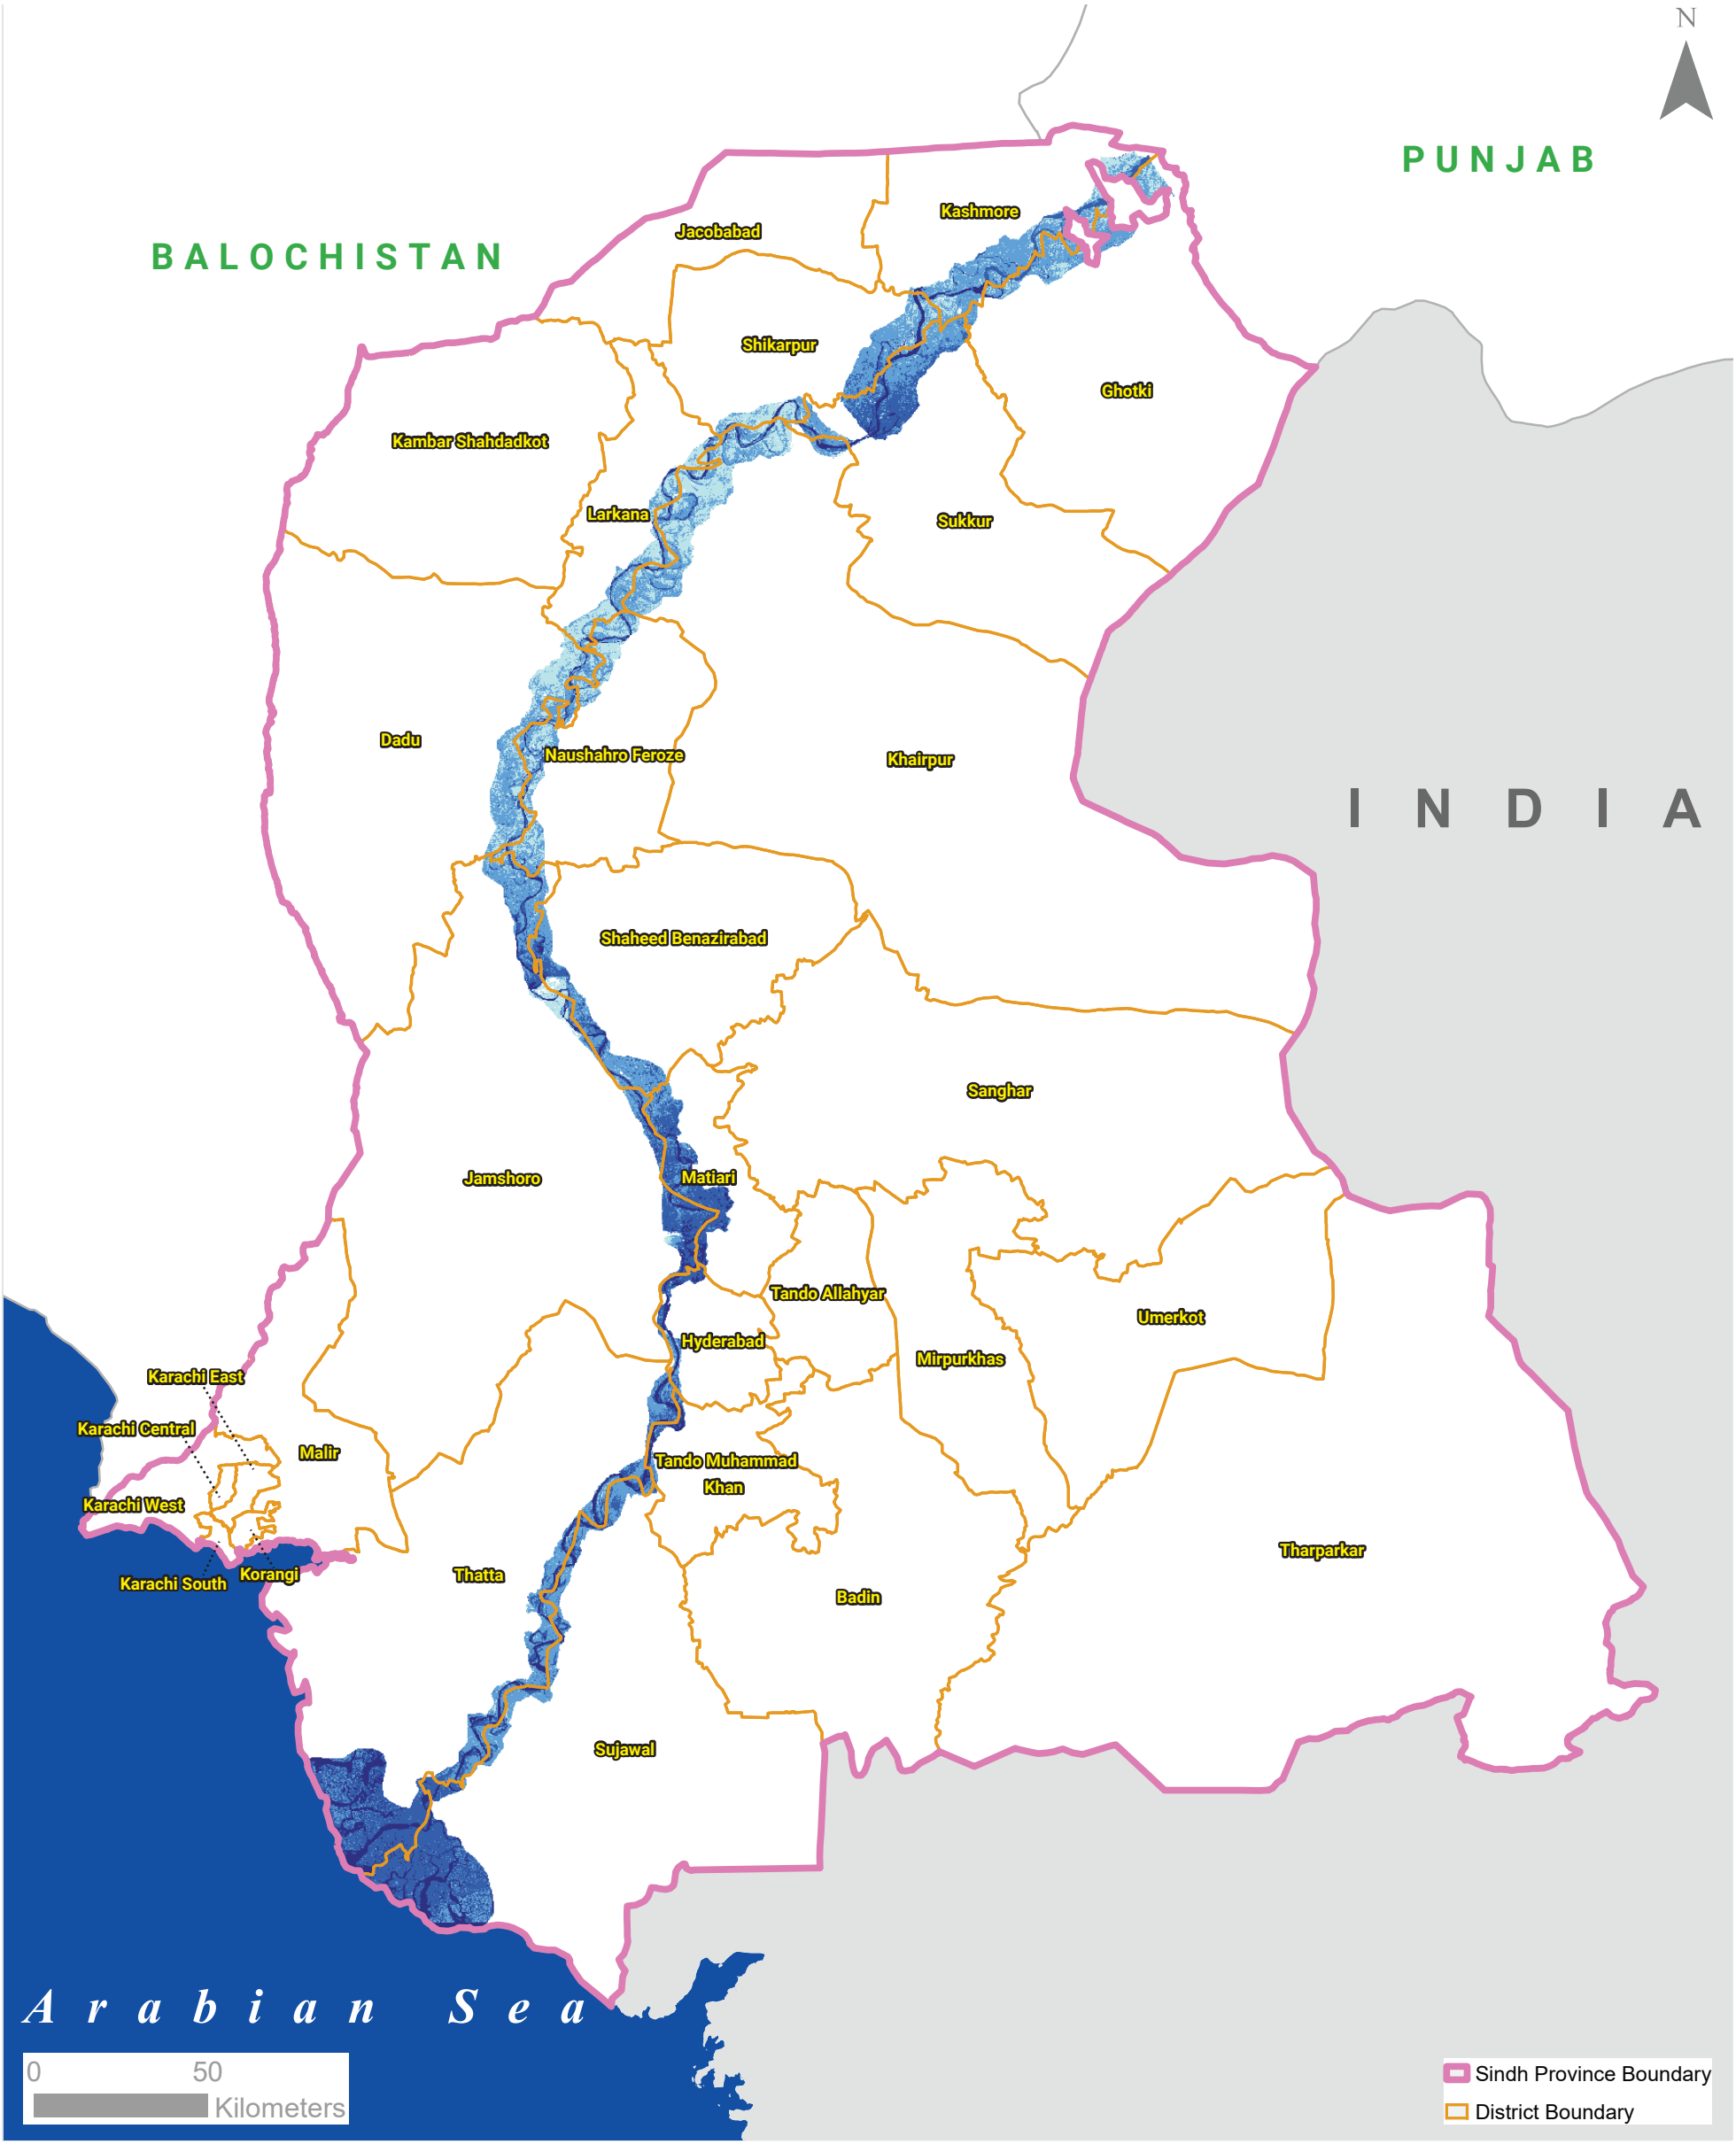 N
PUNJAB
BALOCHISTAN
Kashmore
Jacobabad
Shikarpur
Ghotki
Kambar Shahdadkot
Larkana
Sukkur
Dadu
Naushahro Feroze
Khairpur
INDIA
Shaheed Benazirabad
Sanghar
Jamshoro
Matiari
Tando Allahyar
Umerkot
Hyderabad
Mirpurkhas
Karachi East
Karachi Central
Malir
Tando Muhammad
Khan
Karachi West
Tharparkar
Thatta
Korangi
Karachi South
Badin
Sujawal
Arabian Sea
0 50
Kilometers
Sindh Province Boundary
District Boundary